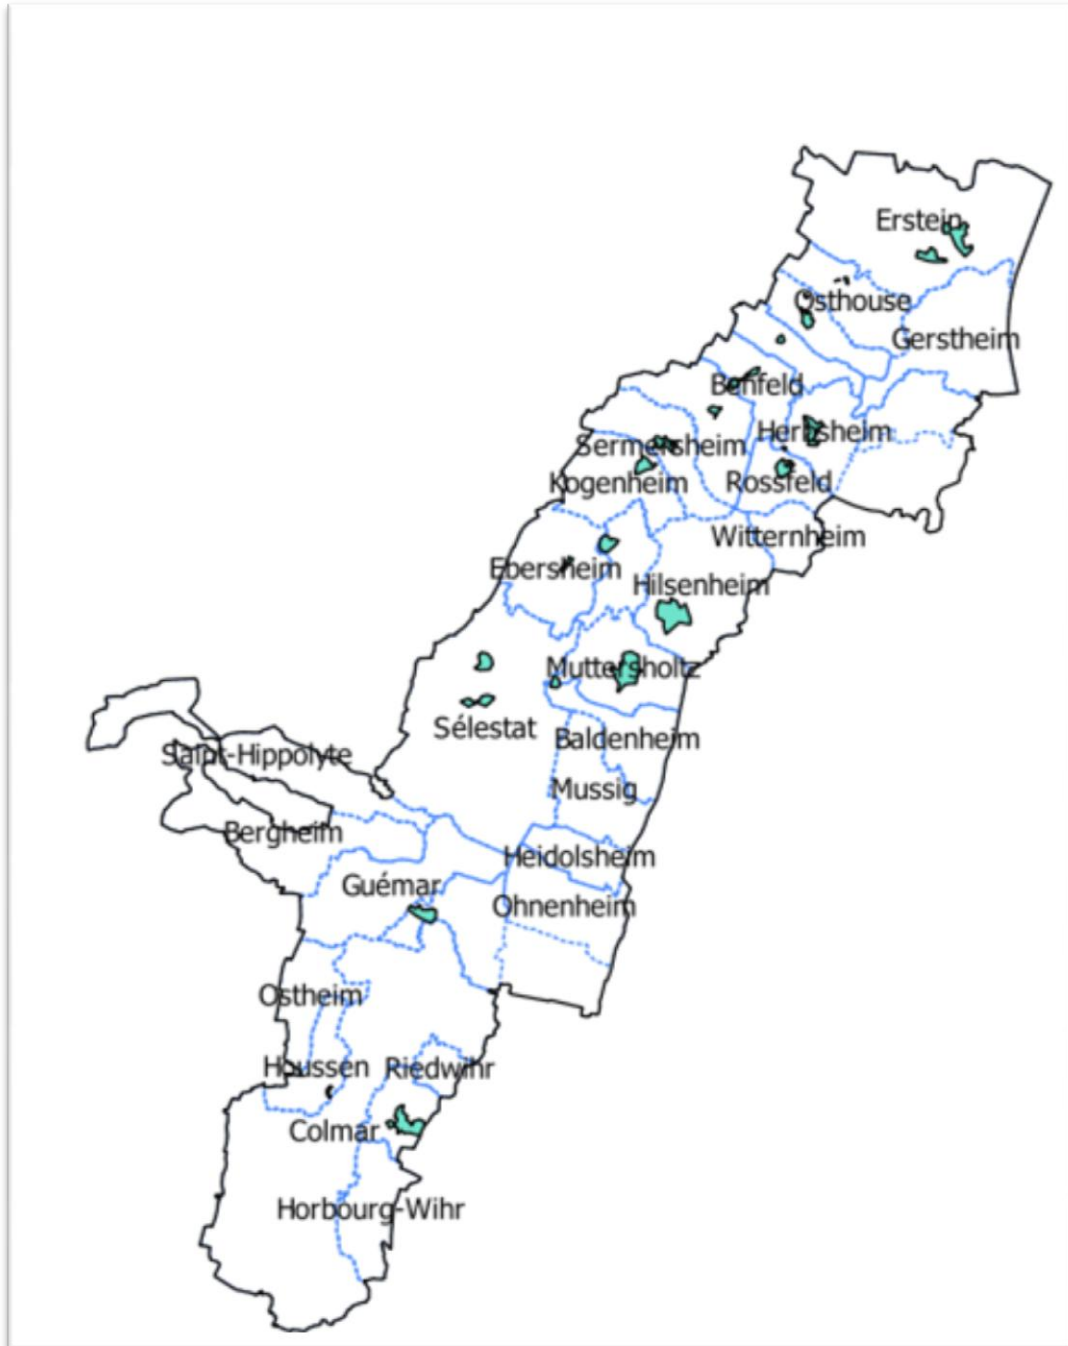 Erstein
Osthouse
Gerstheim
Benfeld
Herbsheim
Sermersheim
Kogenheim
Rossfeld
Witternheim
Ebersheim
Hilsenheim
Muttersholtz
Sélestat
Baldenheim
Saint-Hippolyte
Mussig
Bergheim
Heidolsheim
Guémar
Ohnenheim
Ostheim
Houssen
Riedwihr
Colmar
Horbourg-Wihr